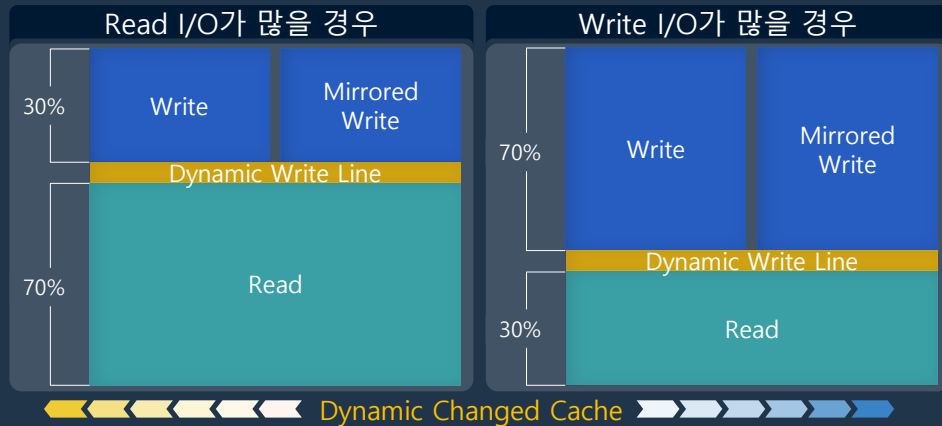 Read I/O가 많을 경우
30%
Write
Mirrored
Write
Dynamic Write Line
70%
Read
Write I/O가 많을 경우
70%
Write
Mirrored
Write
Dynamic Write Line
30%
Read
Dynamic Changed Cache